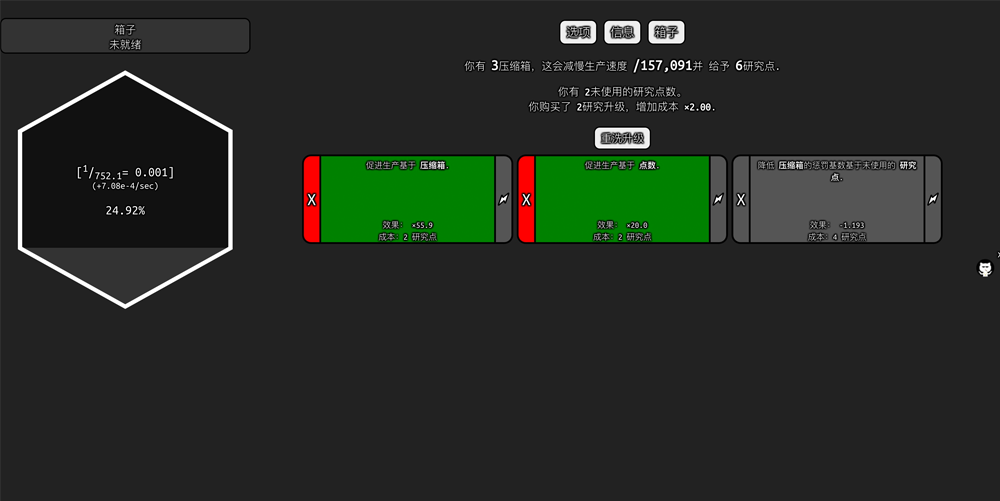 箱子
未就绪
[1/752.1= 0.001]
(+7.08e-4/sec)
24.92%
选项 信息 箱子
你有 3压缩箱, 这会减慢生产速度 /157,091并 给予 6研究点.
你有 2未使用的研究点数。
你购买了 2研究升级, 增加成本 ×2.00.
重洗升级
X
促进生产基于 压缩箱.
效果: ×55.9
成本: 2 研究点
X
促进生产基于 点数.
效果: ×20.0
成本: 2 研究点
X
降低 压缩箱的惩罚基数基于未使用的 研究
点.
效果: -1.193
成本: 4 研究点